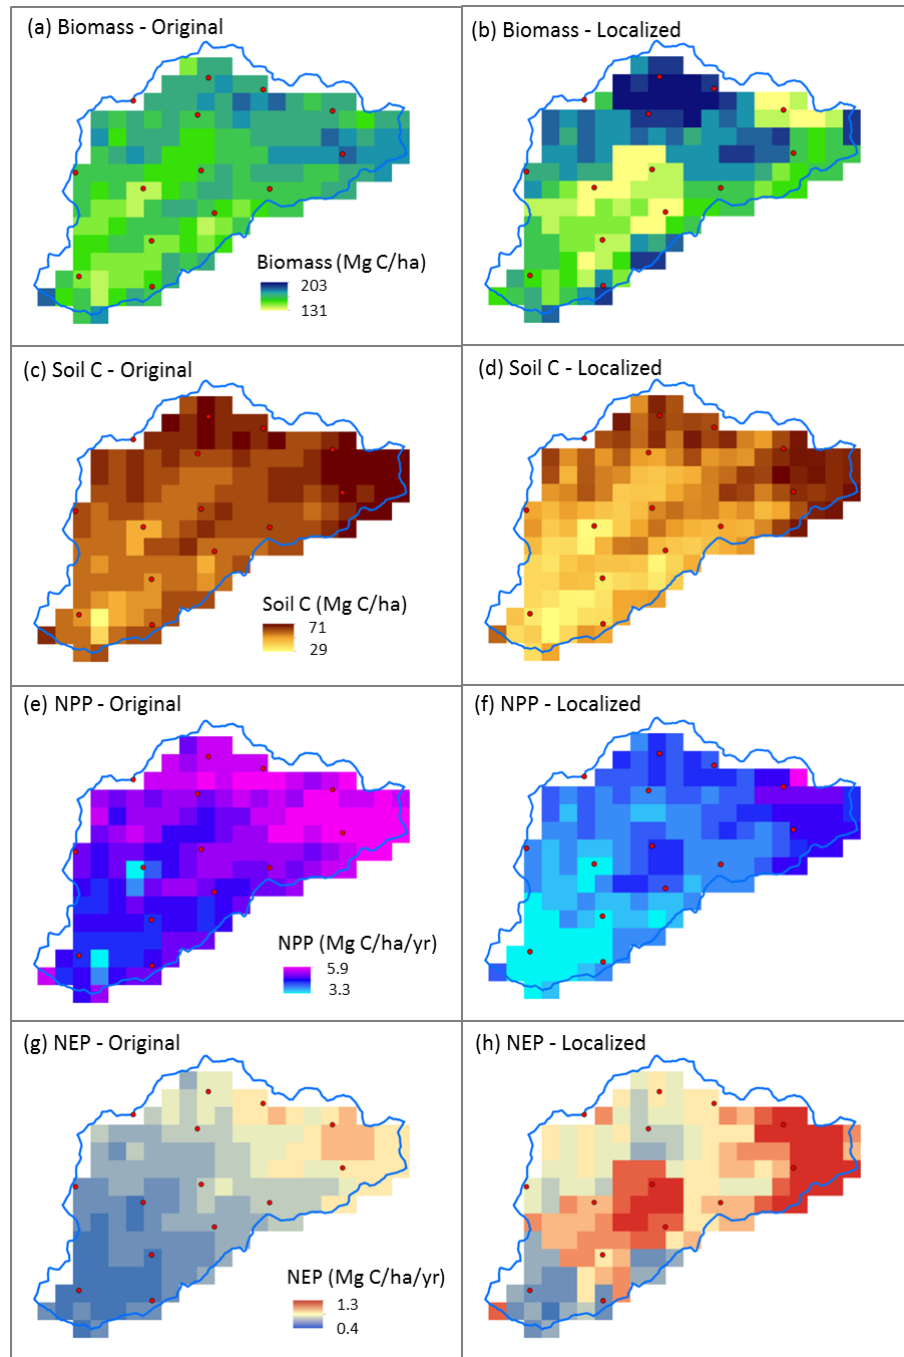 (a) Biomass - Original
(b) Biomass - Localized
Biomass (Mg C/ha)
203
131
(c) Soil C - Original
(d) Soil C - Localized
Soil C (Mg C/ha)
71
29
(e) NPP - Original
(f) NPP - Localized
NPP (Mg C/ha/yr)
5.9
3.3
(g) NEP - Original
(h) NEP - Localized
NEP (Mg C/ha/yr)
1.3
0.4